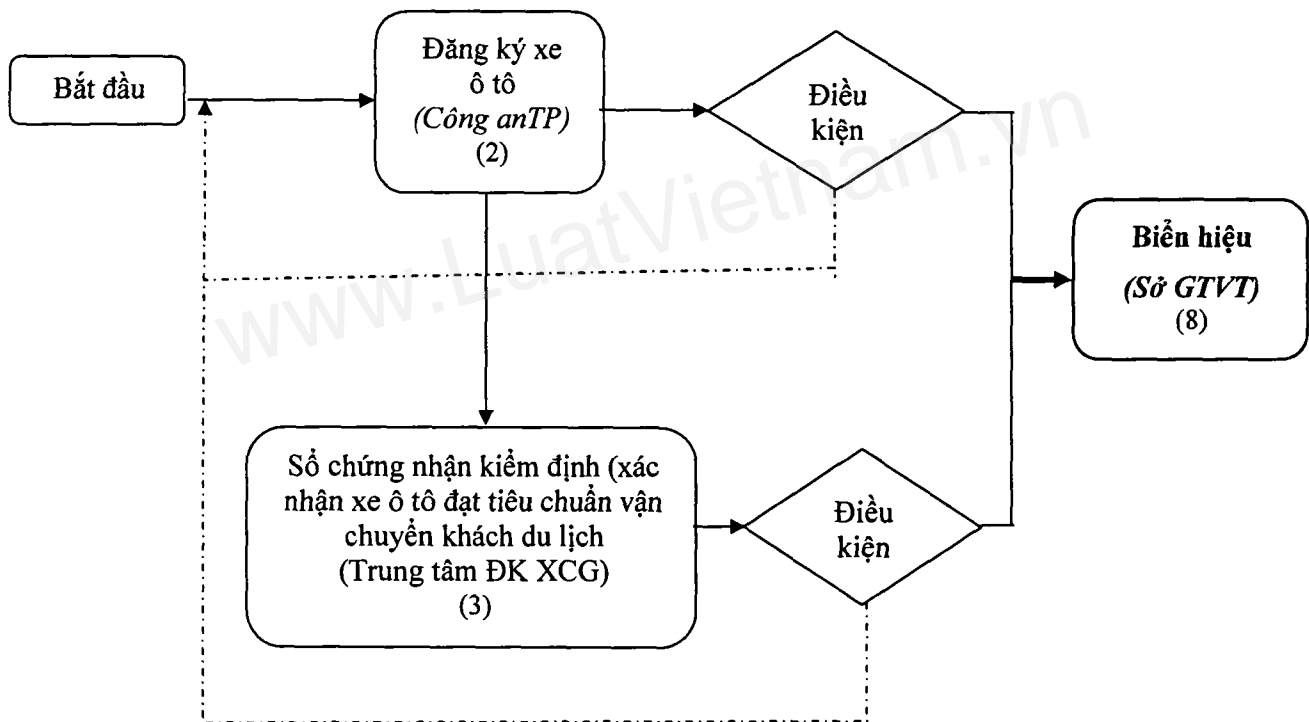 Bắt đầu
Đăng ký xe
ô tô
(Công anTP)
(2)
Điều
kiện
Biển hiệu
(Sở GTVT)
(8)
Sổ chứng nhận kiểm định (xác
nhận xe ô tô đạt tiêu chuẩn vận
chuyển khách du lịch
(Trung tâm ĐK XCG)
(3)
Điều
kiện
www.LuatVietnam.vn